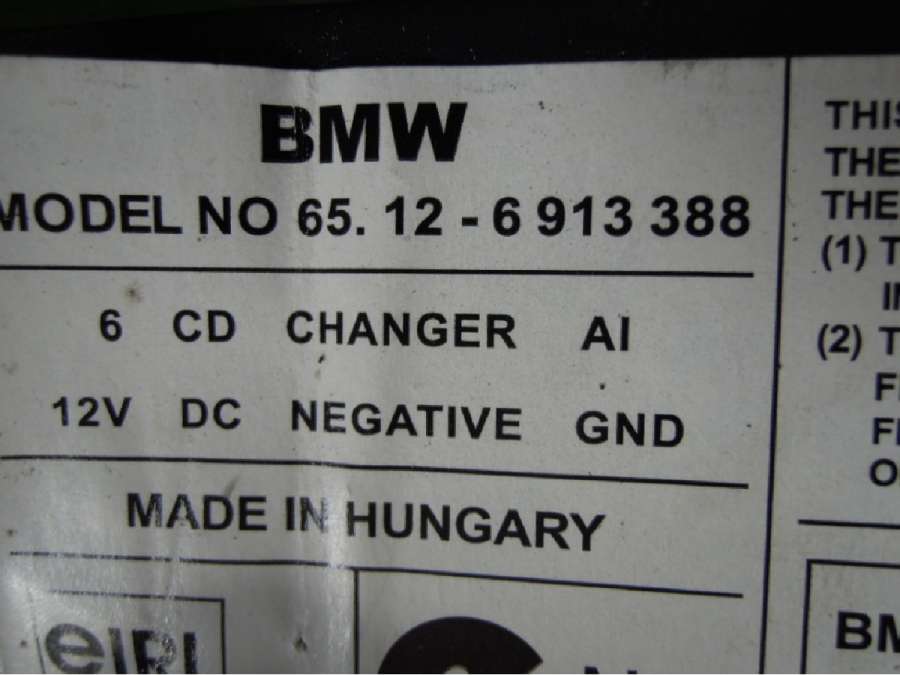 BMW
MODEL NO 65. 12 - 6 913 388
6 CD CHANGER AI
12V DC NEGATIVE GND
MADE IN HUNGARY
THE
THE
(1)
(2)
BM